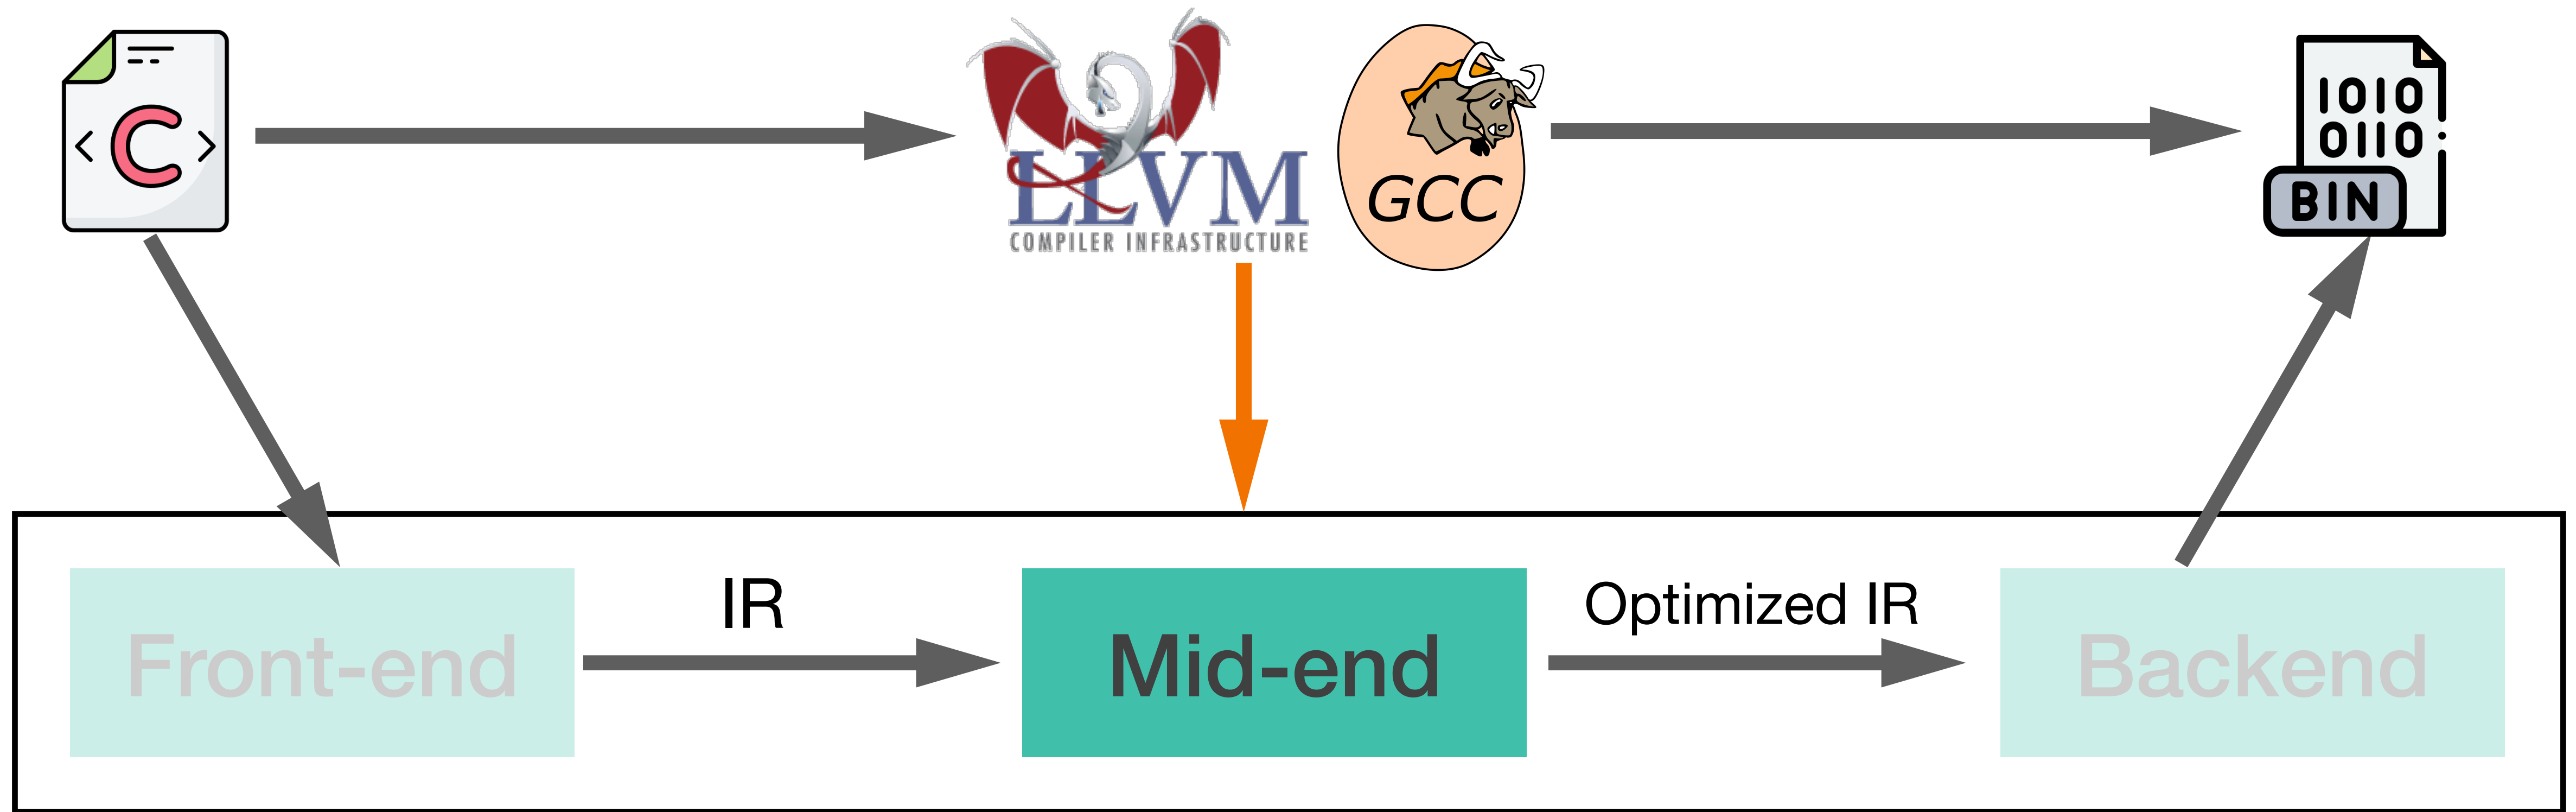 < C >
LLVM
COMPILER INFRASTRUCTURE
GCC
1010
0110
BIN
IR
Optimized IR
Front-end
Mid-end
Backend